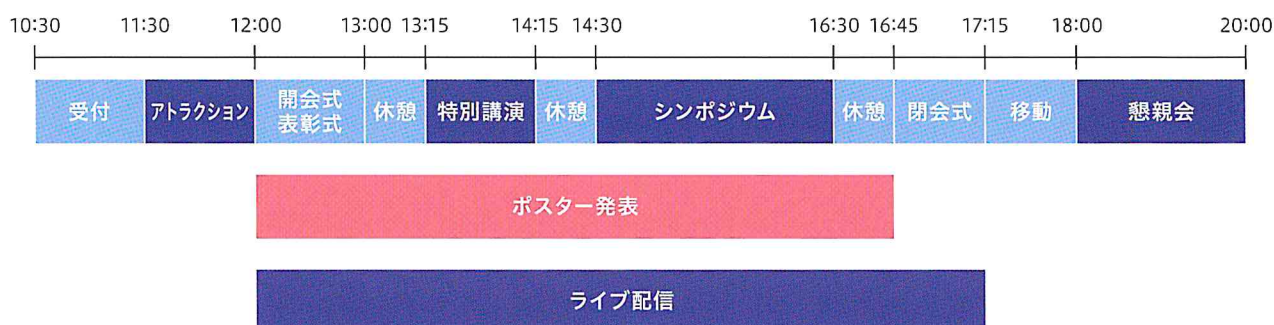 10:30 11:30 12:00 13:00 13:15 14:15 14:30 16:30 16:45 17:15 18:00 20:00
受付 アトラクション 開会式 休憩 特別講演 休憩 シンポジウム 休憩 閉会式 移動 懇親会
表彰式
ポスター発表
ライブ配信